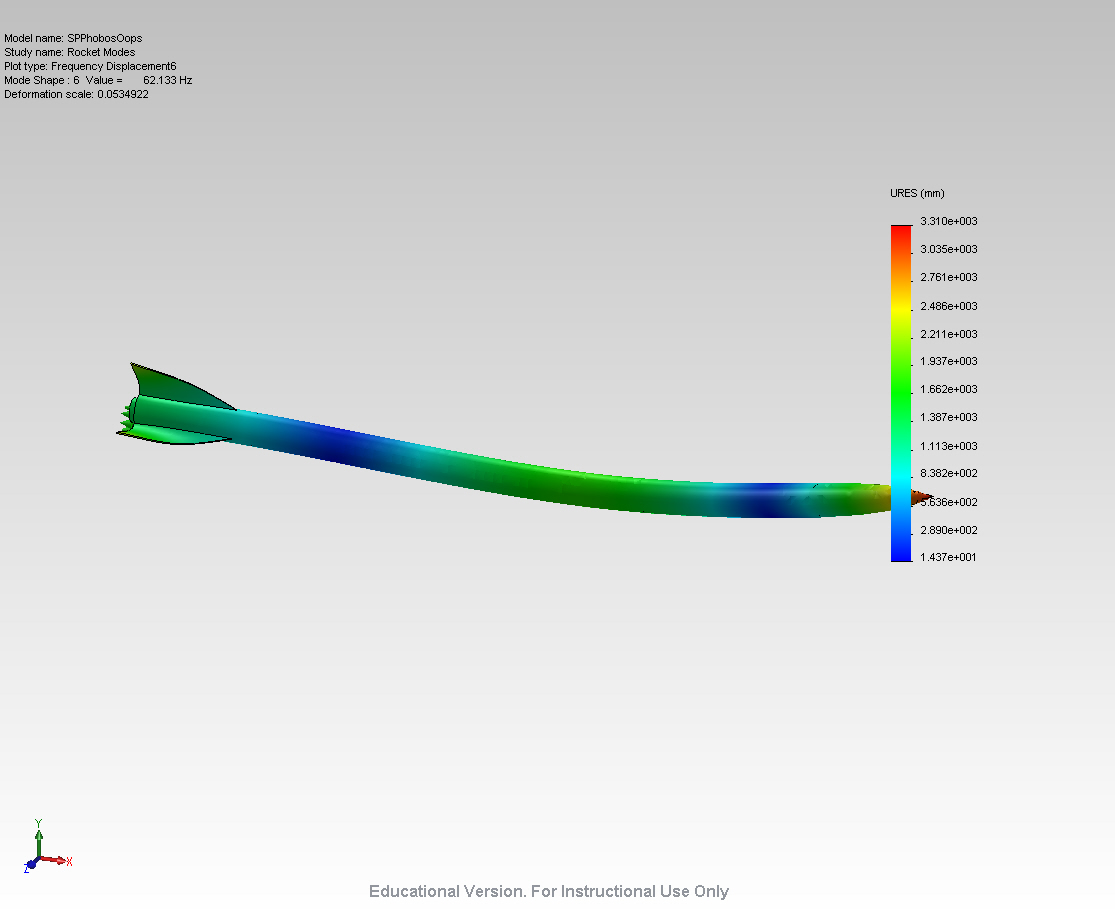 Model name: SPPhobosOops
Study name: Rocket Modes
Plot type: Frequency Displacement6
Mode Shape : 6 Value = 62.133 Hz
Deformation scale: 0.0534922
URES (mm)
3.310e+003
3.035e+003
2.761e+003
2.486e+003
2.211e+003
1.937e+003
1.662e+003
1.387e+003
1.113e+003
8.382e+002
5.636e+002
2.890e+002
1.437e+001
Y
X
Z
Educational Version. For Instructional Use Only